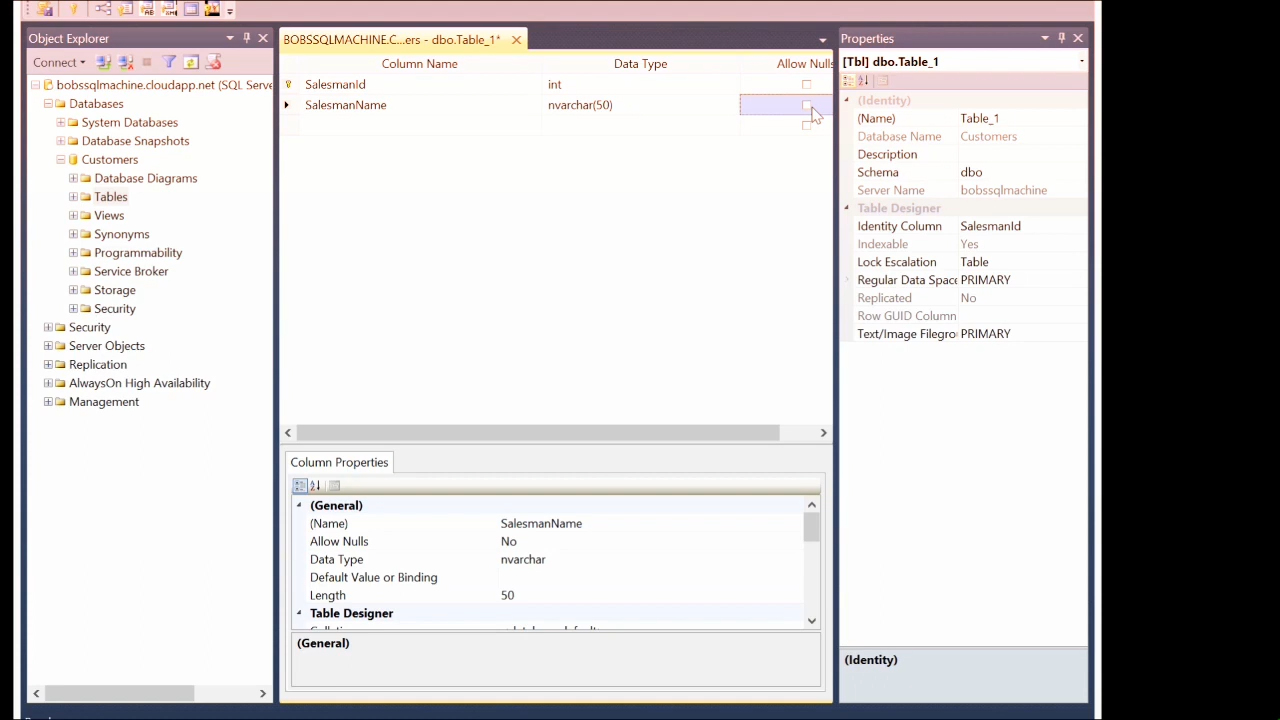 Object Explorer
Connect
bobssqlmachine.cloudapp.net (SQL Serve
Databases
System Databases
Database Snapshots
Customers
Database Diagrams
Tables
Views
Synonyms
Programmability
Service Broker
Storage
Security
Security
Server Objects
Replication
AlwaysOn High Availability
Management
BOBSSQLMACHINE.C...ers - dbo.Table_1*
Column Name Data Type Allow Nulls
SalesmanId int
SalesmanName nvarchar(50)
Column Properties
(General)
(Name) SalesmanName
Allow Nulls No
Data Type nvarchar
Default Value or Binding
Length 50
Table Designer
(General)
Properties
[Tbl] dbo.Table_1
(Identity)
(Name) Table_1
Database Name Customers
Description
Schema dbo
Server Name bobssqlmachine
Table Designer
Identity Column SalesmanId
Indexable Yes
Lock Escalation Table
Regular Data Space PRIMARY
Replicated No
Row GUID Column
Text/Image Filegro PRIMARY
(Identity)